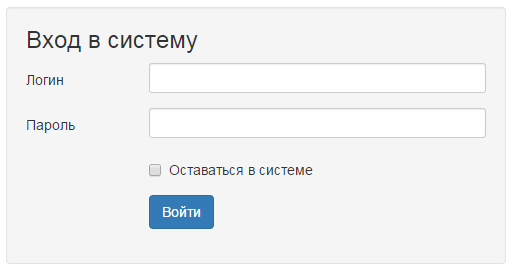 Вход в систему
Логин
Пароль
Оставаться в системе
Войти